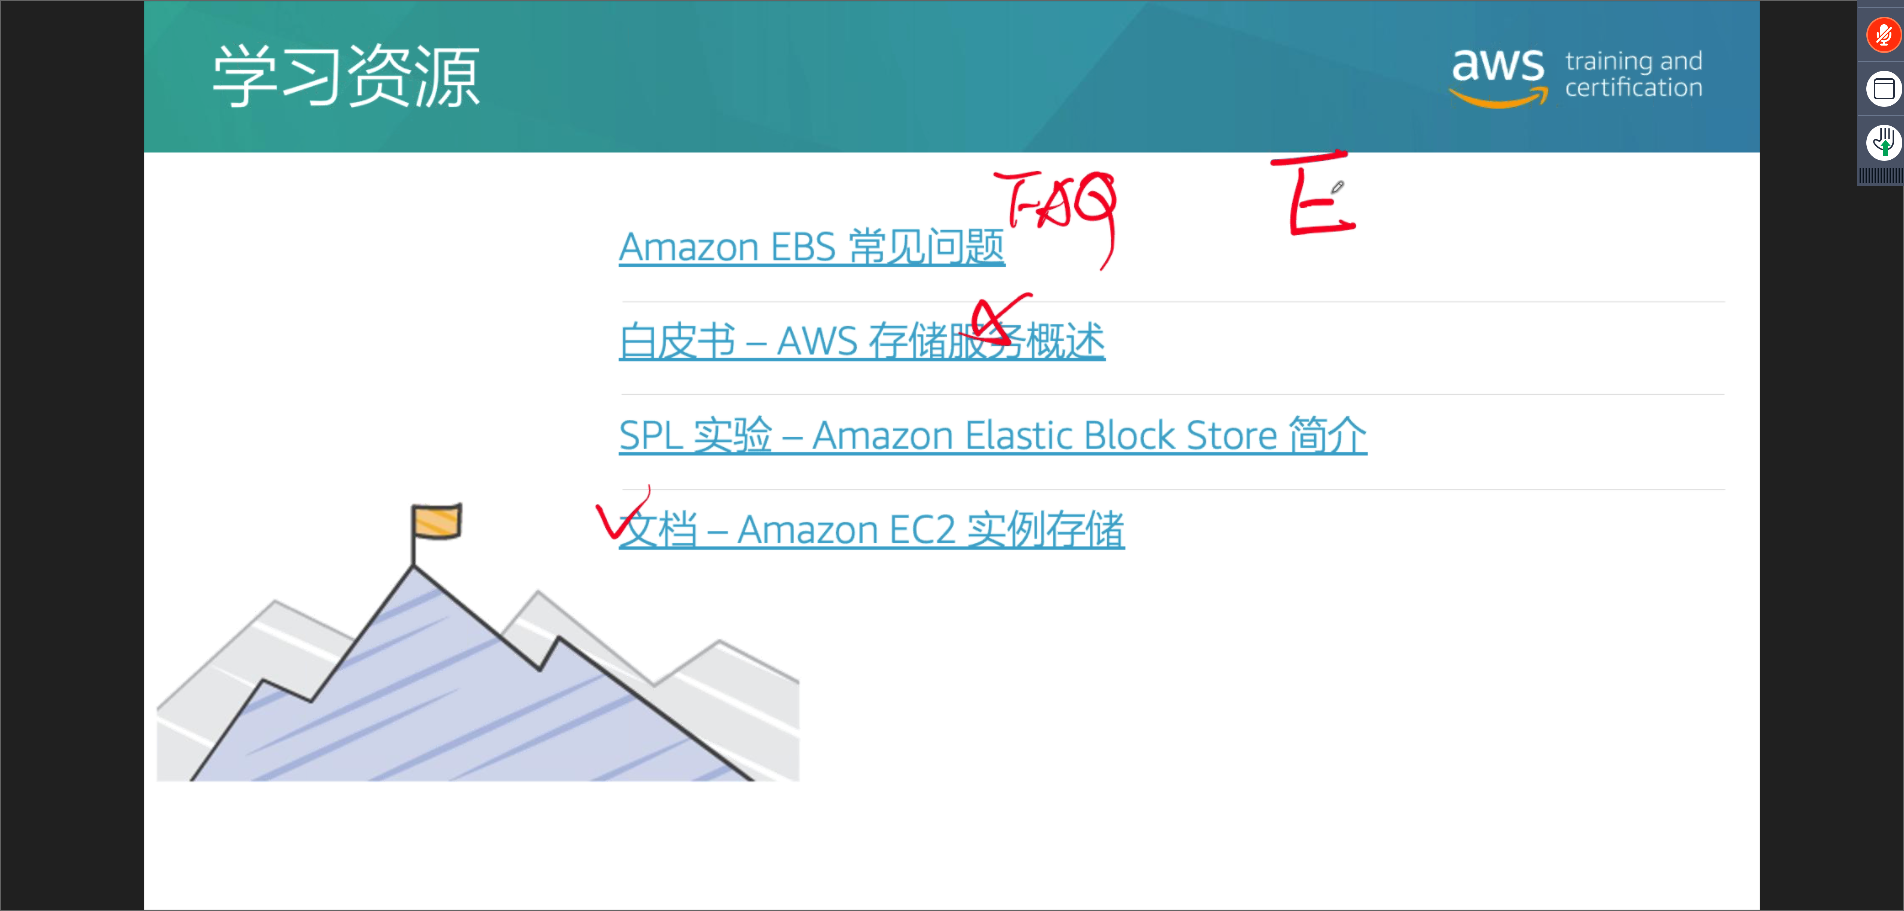 学习资源
aws training and certification
FAQ
E
Amazon EBS 常见问题
白皮书 – AWS 存储服务概述
SPL 实验 – Amazon Elastic Block Store 简介
文档 – Amazon EC2 实例存储